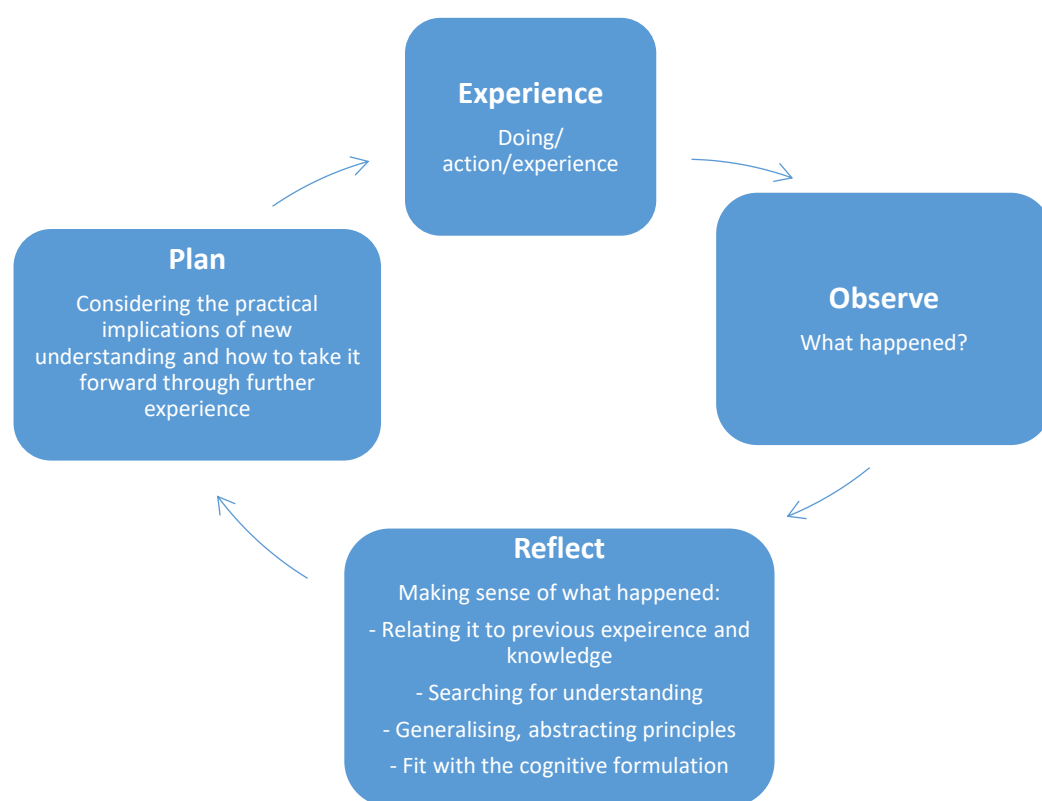 Experience
Doing/
action/experience
Observe
What happened?
Reflect
Making sense of what happened:
- Relating it to previous expeirence and
knowledge
- Searching for understanding
- Generalising, abstracting principles
- Fit with the cognitive formulation
Plan
Considering the practical
implications of new
understanding and how to take it
forward through further
experience